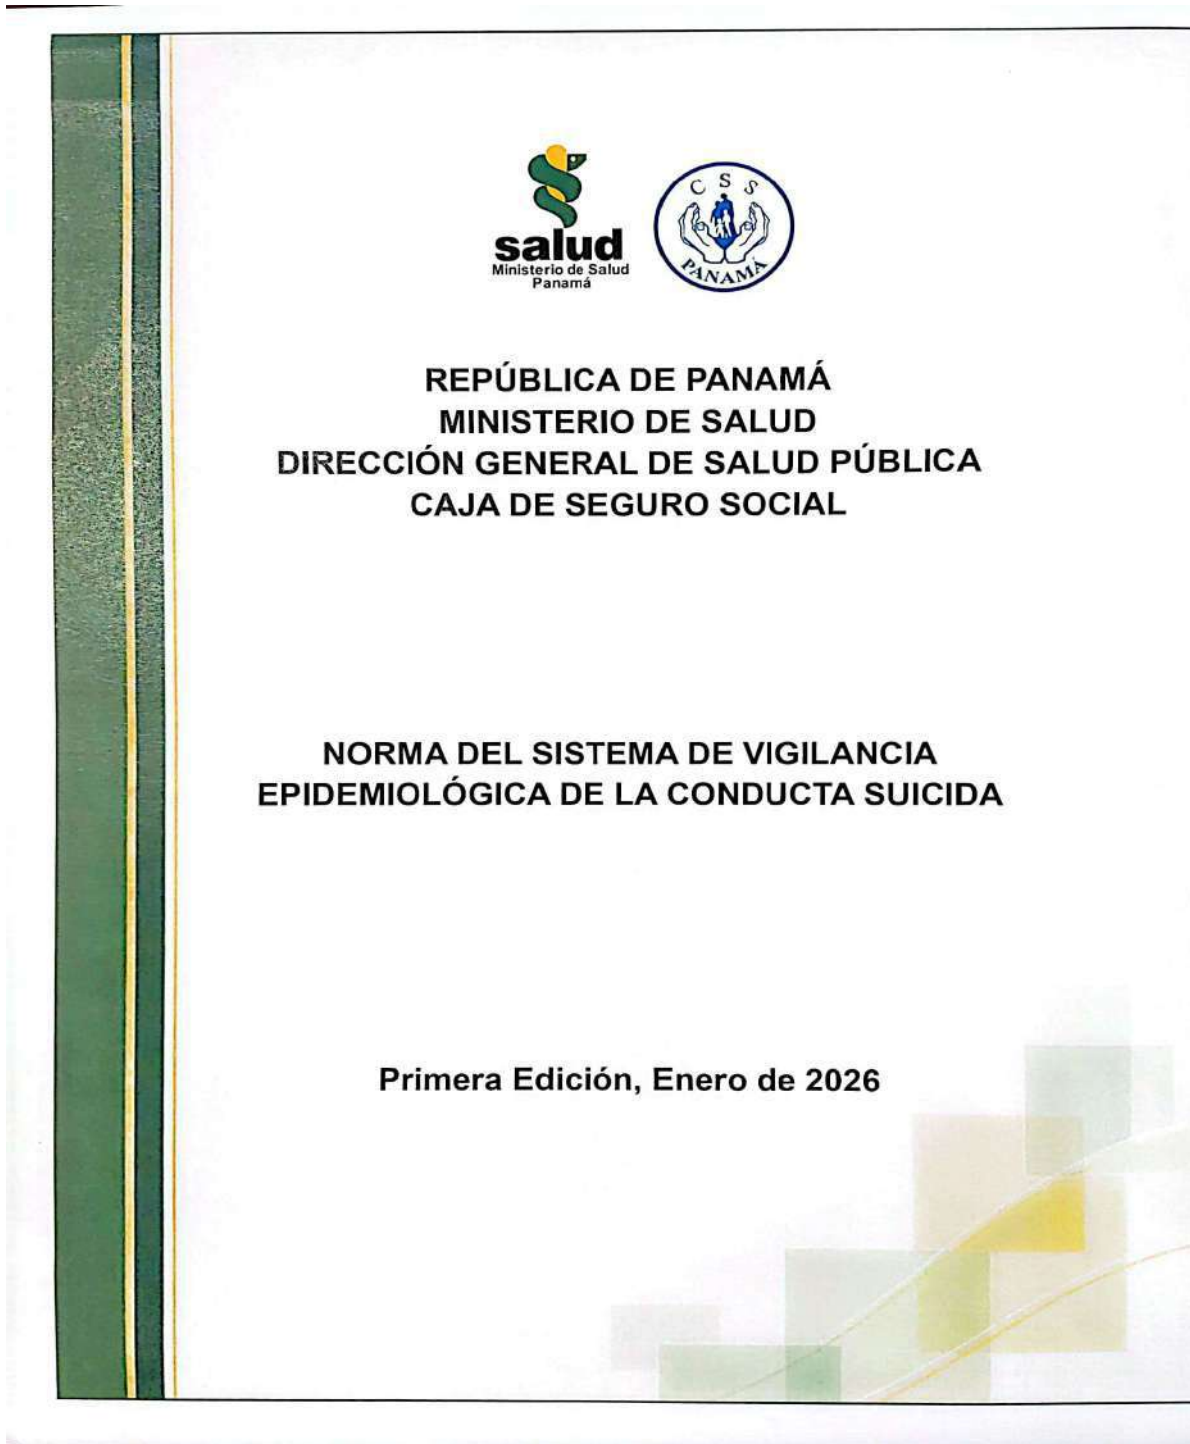 salud
Ministerio de Salud
Panamá
CSS
PANAMÁ
REPÚBLICA DE PANAMÁ
MINISTERIO DE SALUD
DIRECCIÓN GENERAL DE SALUD PÚBLICA
CAJA DE SEGURO SOCIAL
NORMA DEL SISTEMA DE VIGILANCIA
EPIDEMIOLÓGICA DE LA CONDUCTA SUICIDA
Primera Edición, Enero de 2026